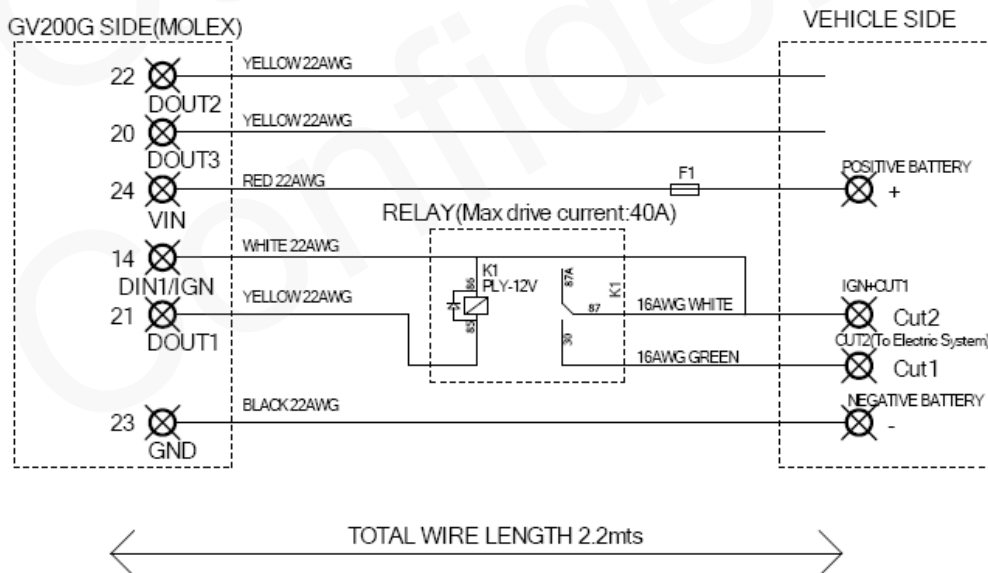 GV200G SIDE(MOLEX)
VEHICLE SIDE
22
YELLOW 22AWG
DOUT2
20
YELLOW 22AWG
DOUT3
24
RED 22AWG
F1
POSITIVE BATTERY
+
VIN
RELAY(Max drive current:40A)
14
WHITE 22AWG
DIN1/IGN
K1
PLY-12V
86
85
87A
K1
87
30
16AWG WHITE
IGN+CUT1
Cut2
21
YELLOW 22AWG
DOUT1
CUT2(To Electric System)
16AWG GREEN
Cut1
23
BLACK 22AWG
GND
NEGATIVE BATTERY
-
TOTAL WIRE LENGTH 2.2mts